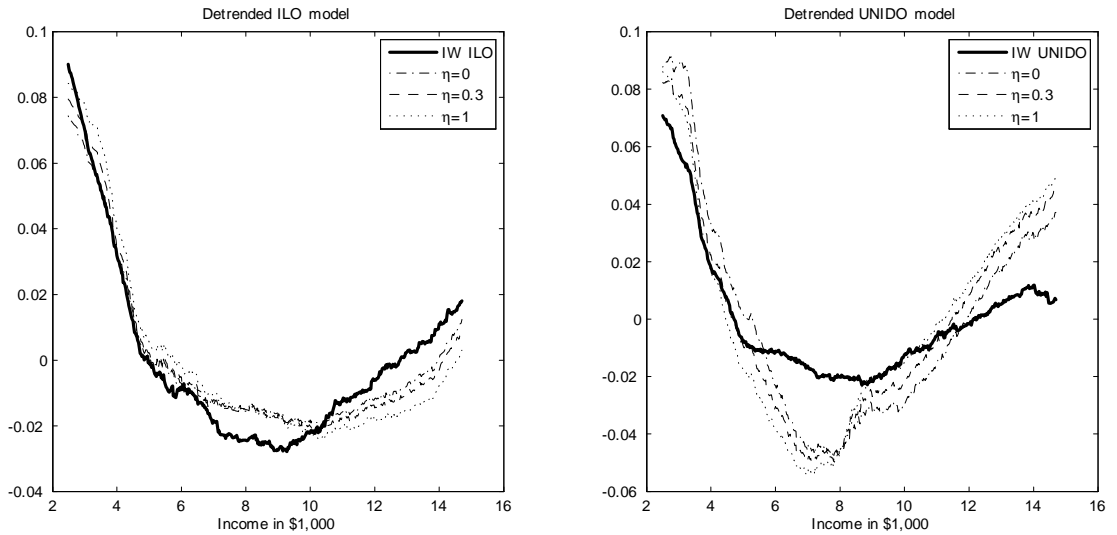 Detrended ILO model
0.1
0.08
0.06
0.04
0.02
0
-0.02
-0.04
2
4
6
8
10
12
14
16
Income in $1,000
IW ILO
η=0
η=0.3
η=1
Detrended UNIDO model
0.1
0.08
0.06
0.04
0.02
0
-0.02
-0.04
-0.06
2
4
6
8
10
12
14
16
Income in $1,000
IW UNIDO
η=0
η=0.3
η=1